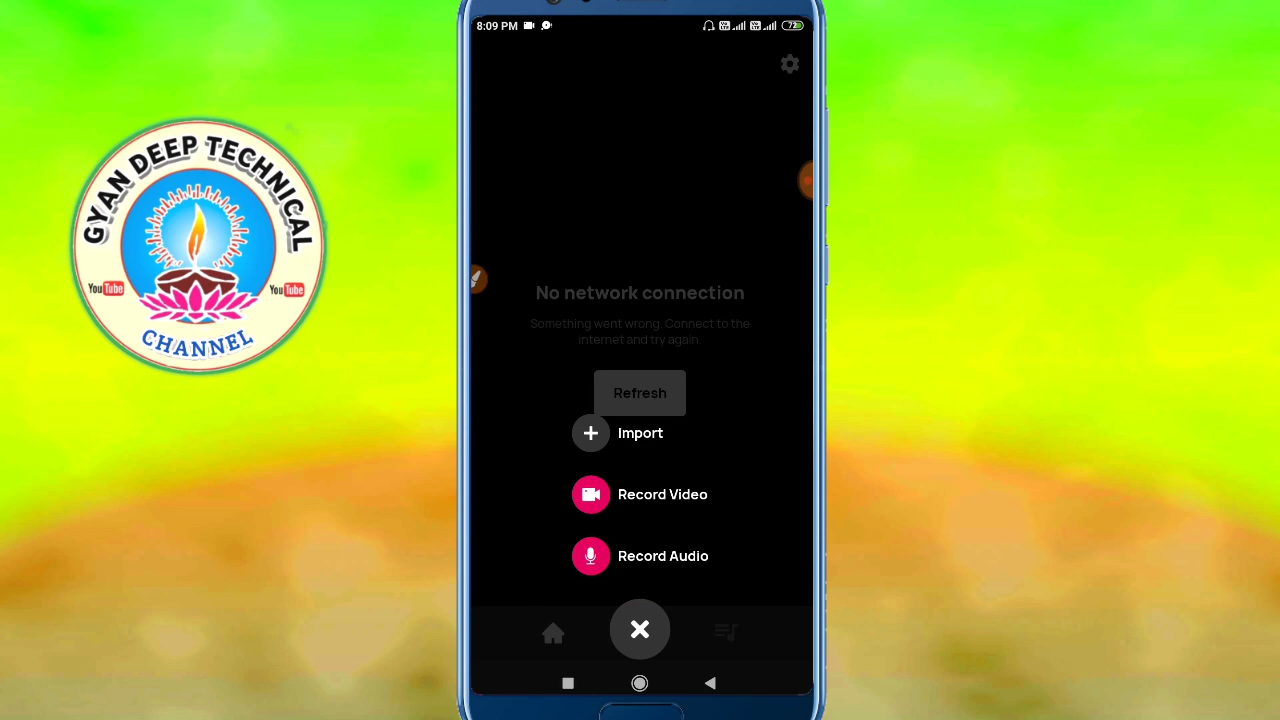 GYAN DEEP TECHNICAL
YouTube
YouTube
CHANNEL
8:09 PM
72
No network connection
Something went wrong. Connect to the
internet and try again.
Refresh
Import
Record Video
Record Audio